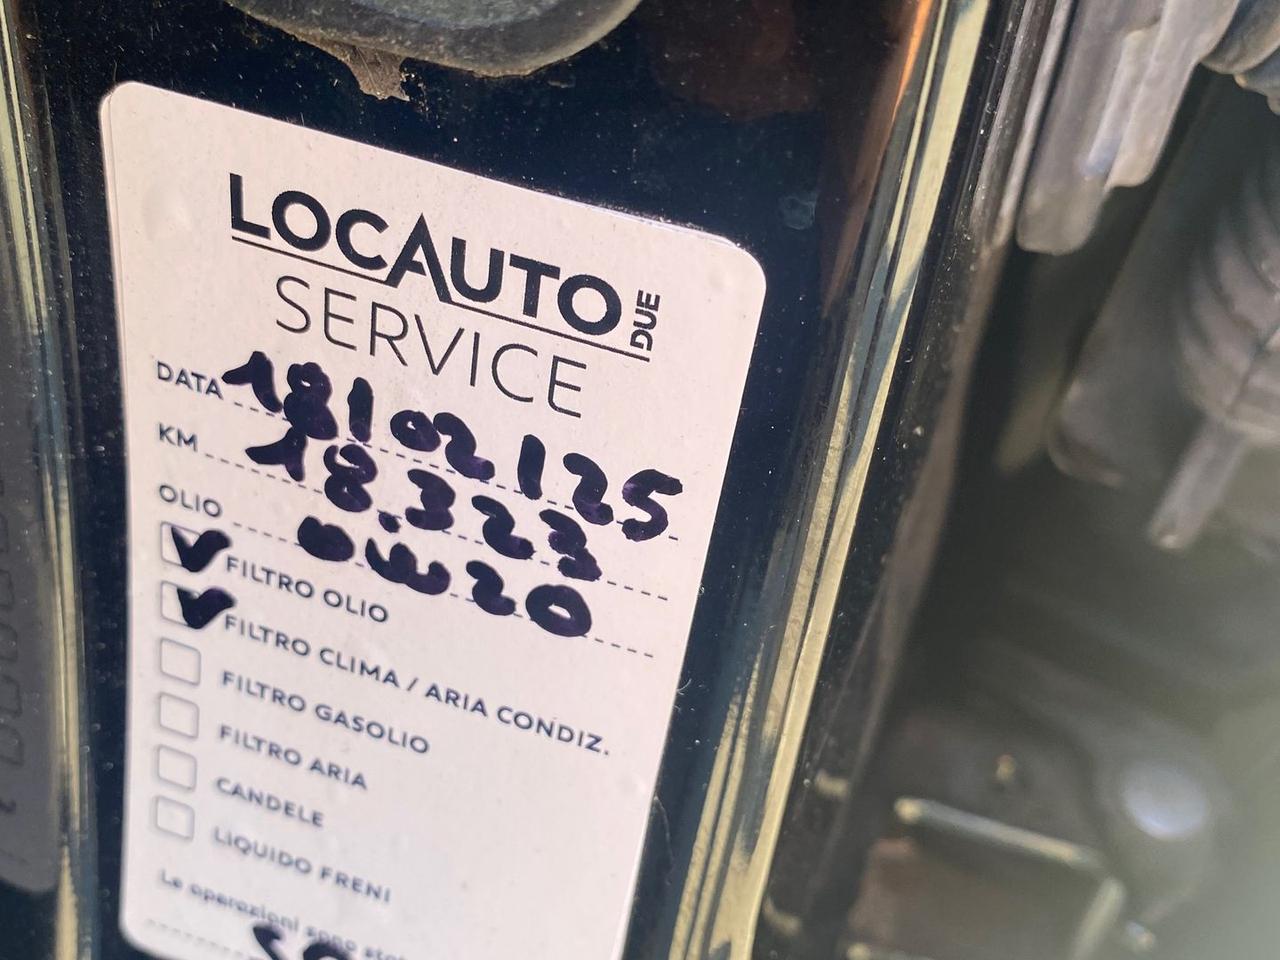 LOCAUTO DUE
SERVICE
DATA 18/02/25
KM 18.323
OLIO 0W20
FILTRO OLIO
FILTRO CLIMA / ARIA CONDIZ.
FILTRO GASOLIO
FILTRO ARIA
CANDELE
LIQUIDO FRENI
Le operazioni sono